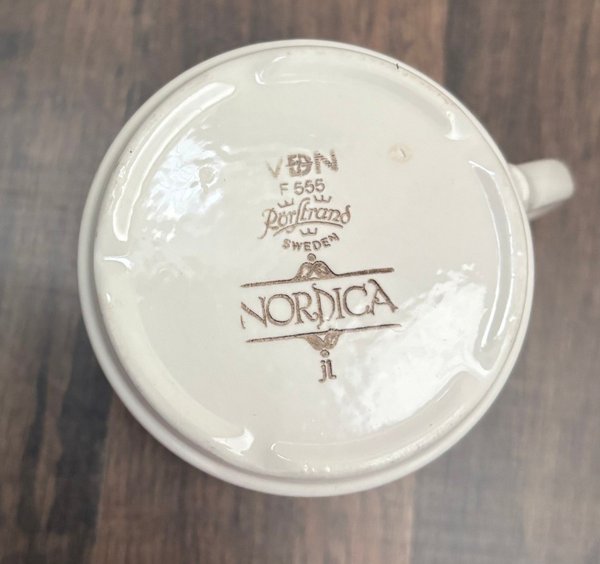 VDN
F 555
Rörstrand
SWEDEN
NORDICA
jl